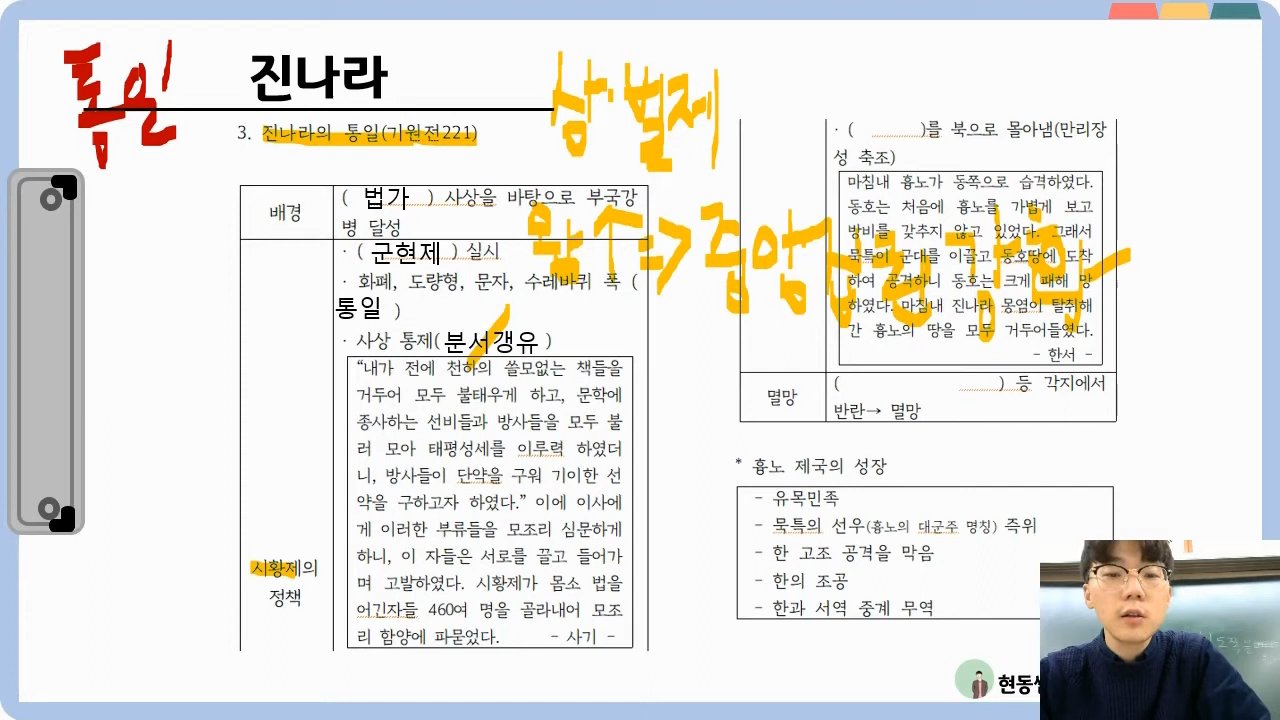 통일
진나라
상·벌제
3. 진나라의 통일(기원전221)
배경
( 법가 ) 사상을 바탕으로 부국강
병 달성
왕↑=>중앙집권 강화
시황제의
정책
· ( 군현제 ) 실시
· 화폐, 도량형, 문자, 수레바퀴 폭 (
통일 )
· 사상 통제( 분서갱유 )
“내가 전에 천하의 쓸모없는 책들을
거두어 모두 불태우게 하고, 문학에
종사하는 선비들과 방사들을 모두 불
러 모아 태평성세를 이루력 하였더
니, 방사들이 단약을 구워 기이한 선
약을 구하고자 하였다.” 이에 이사에
게 이러한 부류들을 모조리 심문하게
하니, 이 자들은 서로를 끌고 들어가
며 고발하였다. 시황제가 몸소 법을
어긴자들 460여 명을 골라내어 모조
리 함양에 파묻었다. - 사기 -
· ( )를 북으로 몰아냄(만리장
성 축조)
마침내 흉노가 동쪽으로 습격하였다.
동호는 처음에 흉노를 가볍게 보고
방비를 갖추지 않고 있었다. 그래서
묵특이 군대를 이끌고 동호땅에 도착
하여 공격하니 동호는 크게 패해 망
하였다. 마침내 진나라 몽염이 탈취해
간 흉노의 땅을 모두 거두어들였다.
- 한서 -
멸망
( ) 등 각지에서
반란→ 멸망
* 흉노 제국의 성장
- 유목민족
- 묵특의 선우(흉노의 대군주 명칭) 즉위
- 한 고조 공격을 막음
- 한의 조공
- 한과 서역 중계 무역